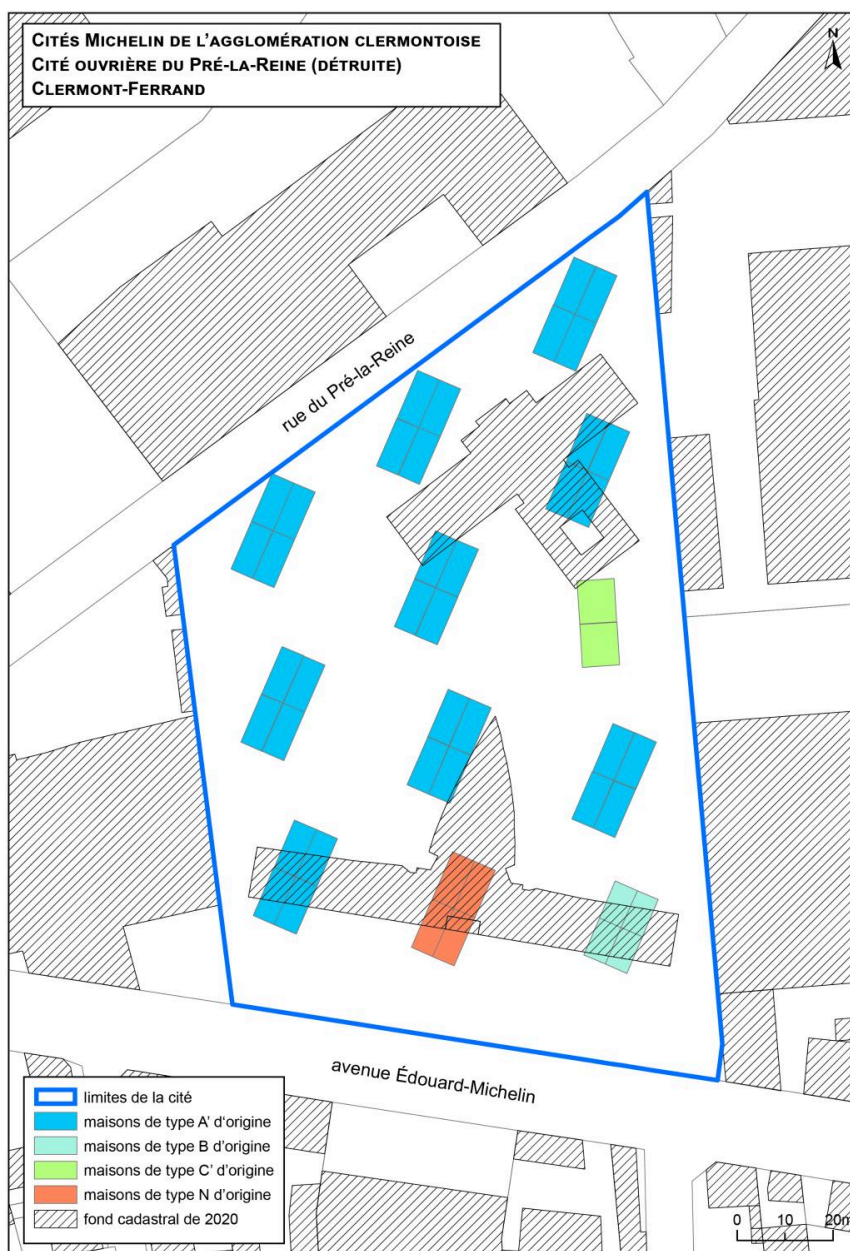 CITÉS MICHELIN DE L'AGGLOMÉRATION CLERMONTOISE
CITÉ OUVRIÈRE DU PRÉ-LA-REINE (DÉTRUITE)
CLERMONT-FERRAND
N
rue du Pré-la-Reine
avenue Édouard-Michelin
limites de la cité
maisons de type A' d'origine
maisons de type B d'origine
maisons de type C' d'origine
maisons de type N d'origine
fond cadastral de 2020
0 10 20m